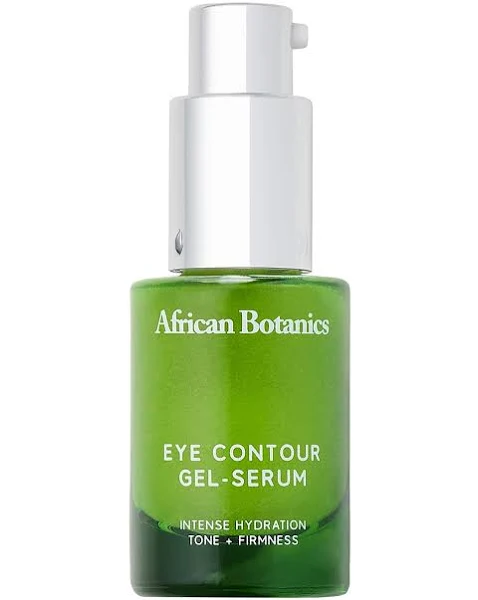 African Botanics
EYE CONTOUR
GEL-SERUM
INTENSE HYDRATION
TONE + FIRMNESS